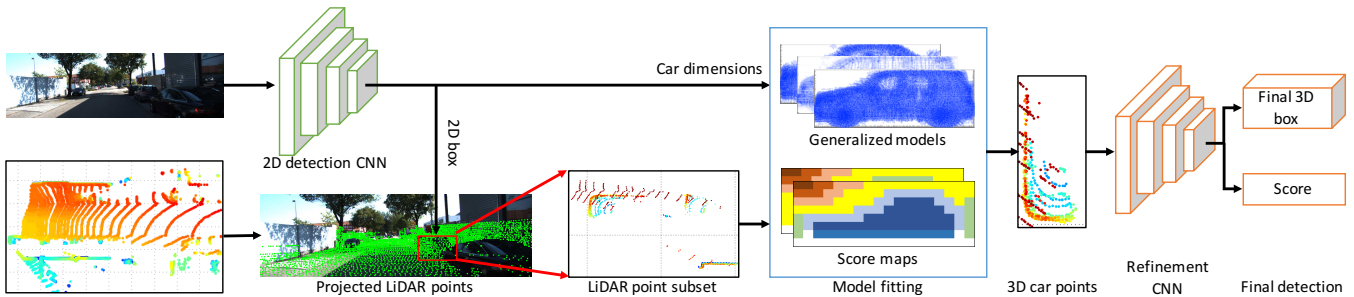 Car dimensions
2D detection CNN
2D box
Generalized models
Score maps
Projected LiDAR points
LiDAR point subset
Model fitting
3D car points
Refinement
CNN
Final 3D
box
Score
Final detection